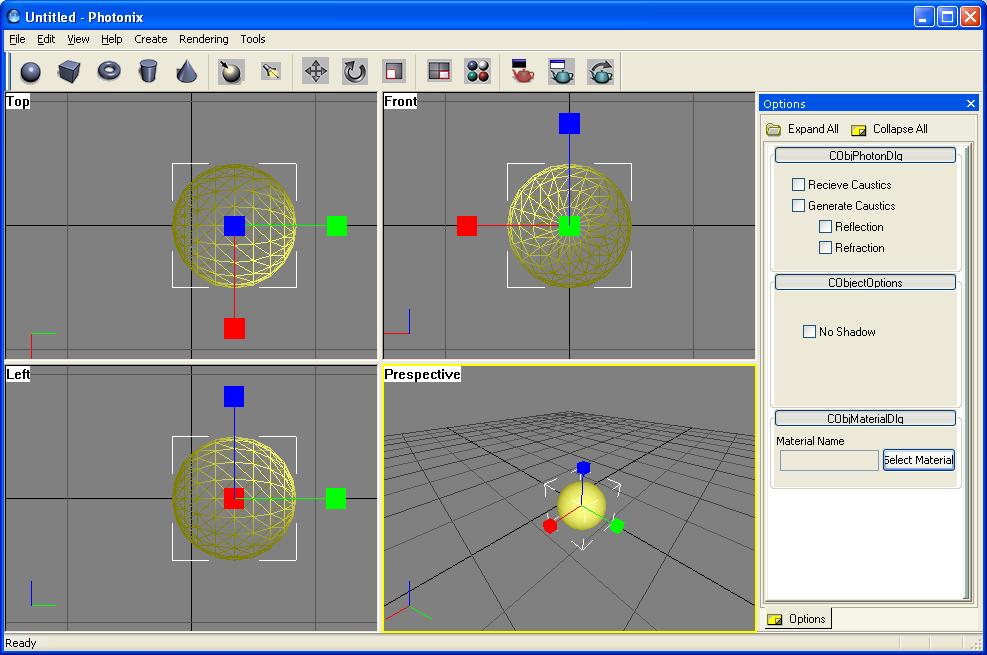 Untitled - Photonix
File Edit View Help Create Rendering Tools
Top
Front
Left
Prespective
Options
Expand All Collapse All
CObjPhotonDlg
Recieve Caustics
Generate Caustics
Reflection
Refraction
CObjectOptions
No Shadow
CObjMaterialDlg
Material Name
Select Material
Options
Ready